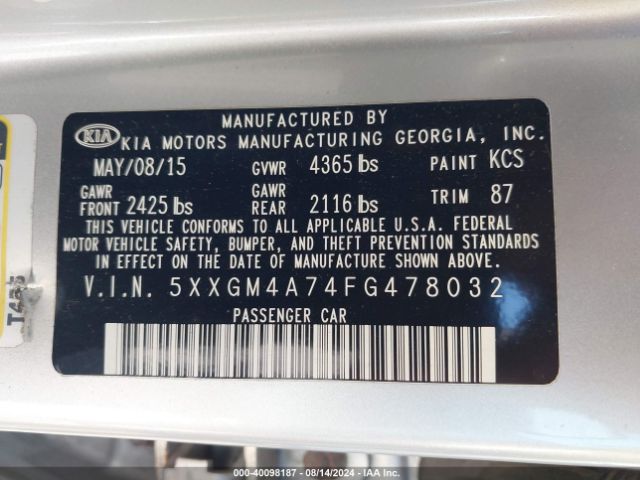 MANUFACTURED BY
KIA KIA MOTORS MANUFACTURING GEORGIA, INC.
MAY/08/15 GVWR 4365 lbs PAINT KCS
GAWR FRONT 2425 lbs GAWR REAR 2116 lbs TRIM 87
THIS VEHICLE CONFORMS TO ALL APPLICABLE U.S.A. FEDERAL
MOTOR VEHICLE SAFETY, BUMPER, AND THEFT PREVENTION STANDARDS
IN EFFECT ON THE DATE OF MANUFACTURE SHOWN ABOVE.
V.I.N. 5XXGM4A74FG478032
PASSENGER CAR
000-40098187 - 08/14/2024 - IAA Inc.